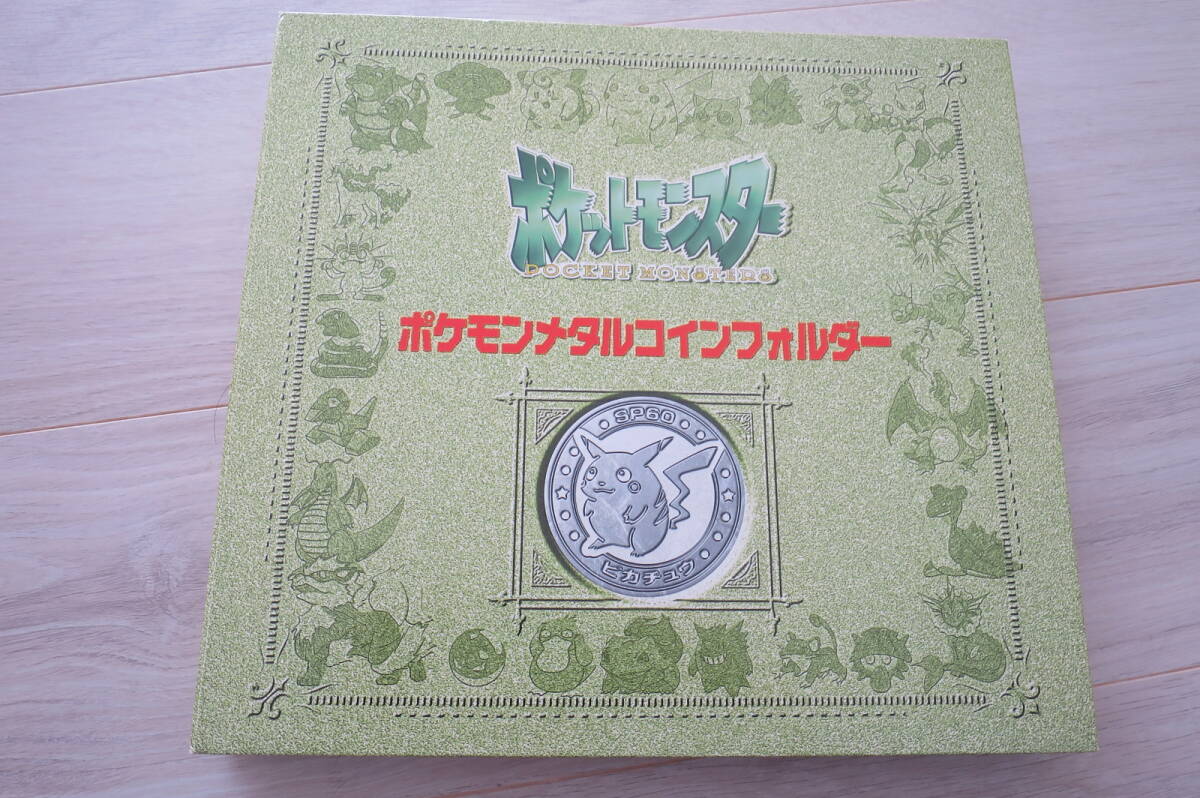 ポケットモンスター
POCKET MONSTERS
ポケモンメタルコインフォルダー
SP60
ピカチュウ